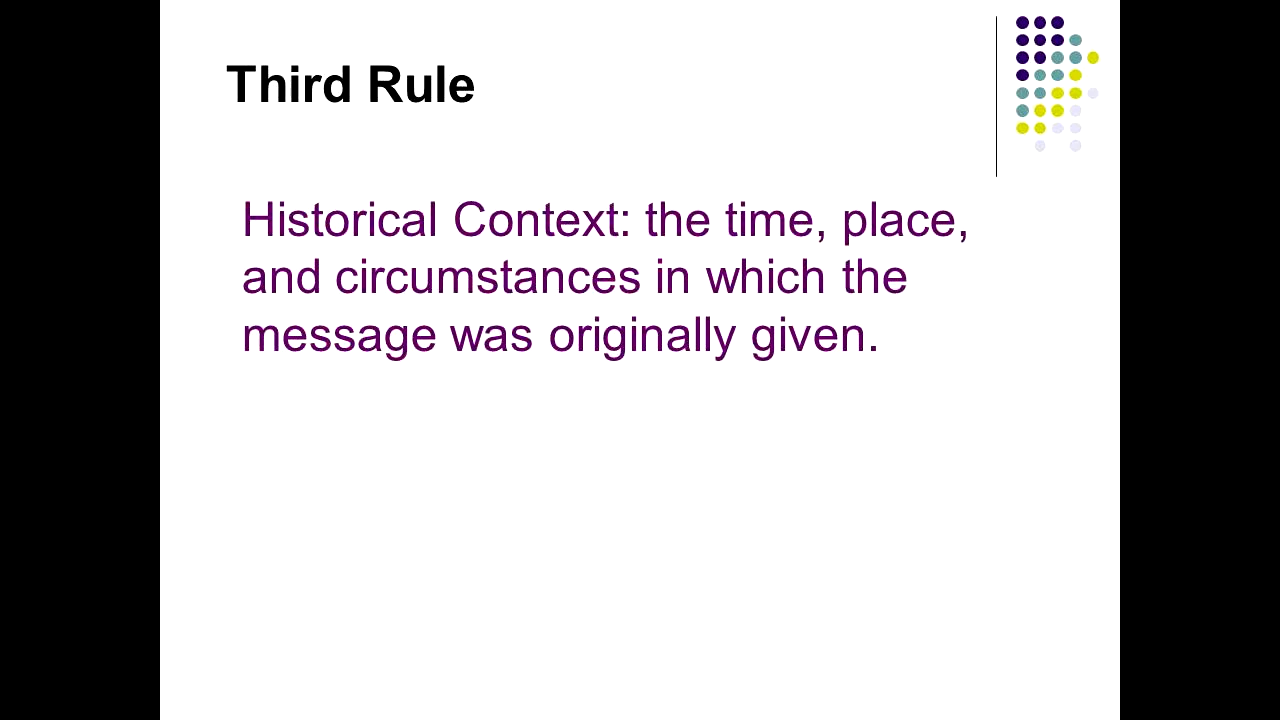 Third Rule
Historical Context: the time, place,
and circumstances in which the
message was originally given.